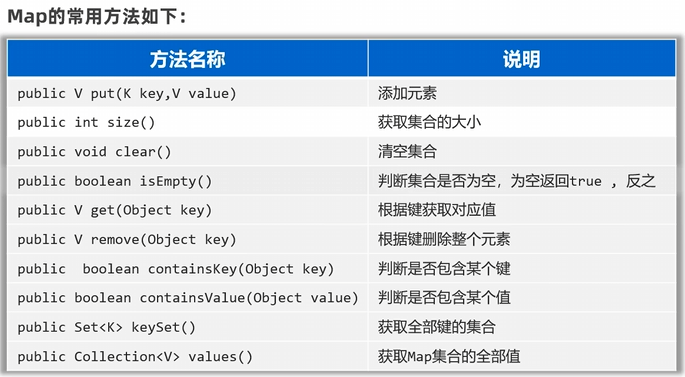 Map的常用方法如下：
方法名称 说明
public V put(K key,V value) 添加元素
public int size() 获取集合的大小
public void clear() 清空集合
public boolean isEmpty() 判断集合是否为空，为空返回true ，反之
public V get(Object key) 根据键获取对应值
public V remove(Object key) 根据键删除整个元素
public  boolean containsKey(Object key) 判断是否包含某个键
public boolean containsValue(Object value) 判断是否包含某个值
public Set<K> keySet() 获取全部键的集合
public Collection<V> values() 获取Map集合的全部值